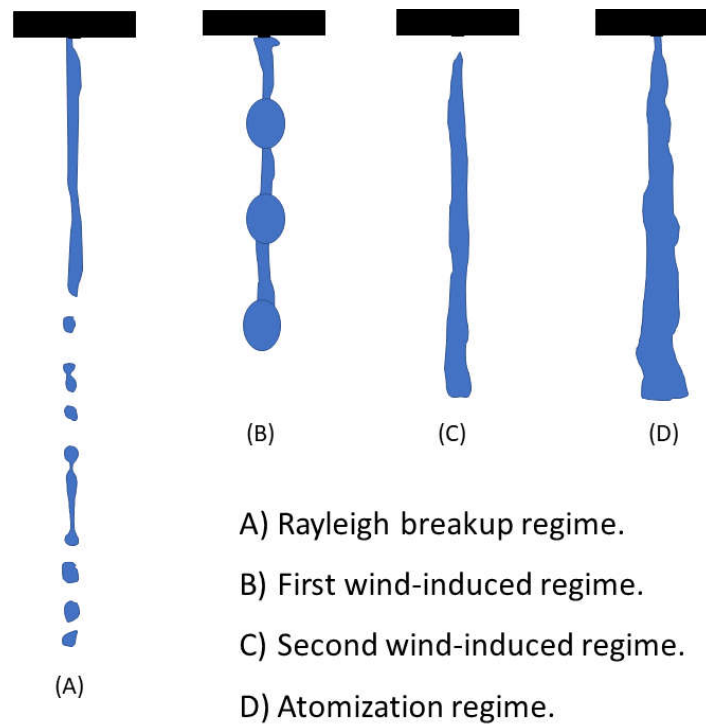 (B) (C) (D)
A) Rayleigh breakup regime.
B) First wind-induced regime.
C) Second wind-induced regime.
(A)
D) Atomization regime.